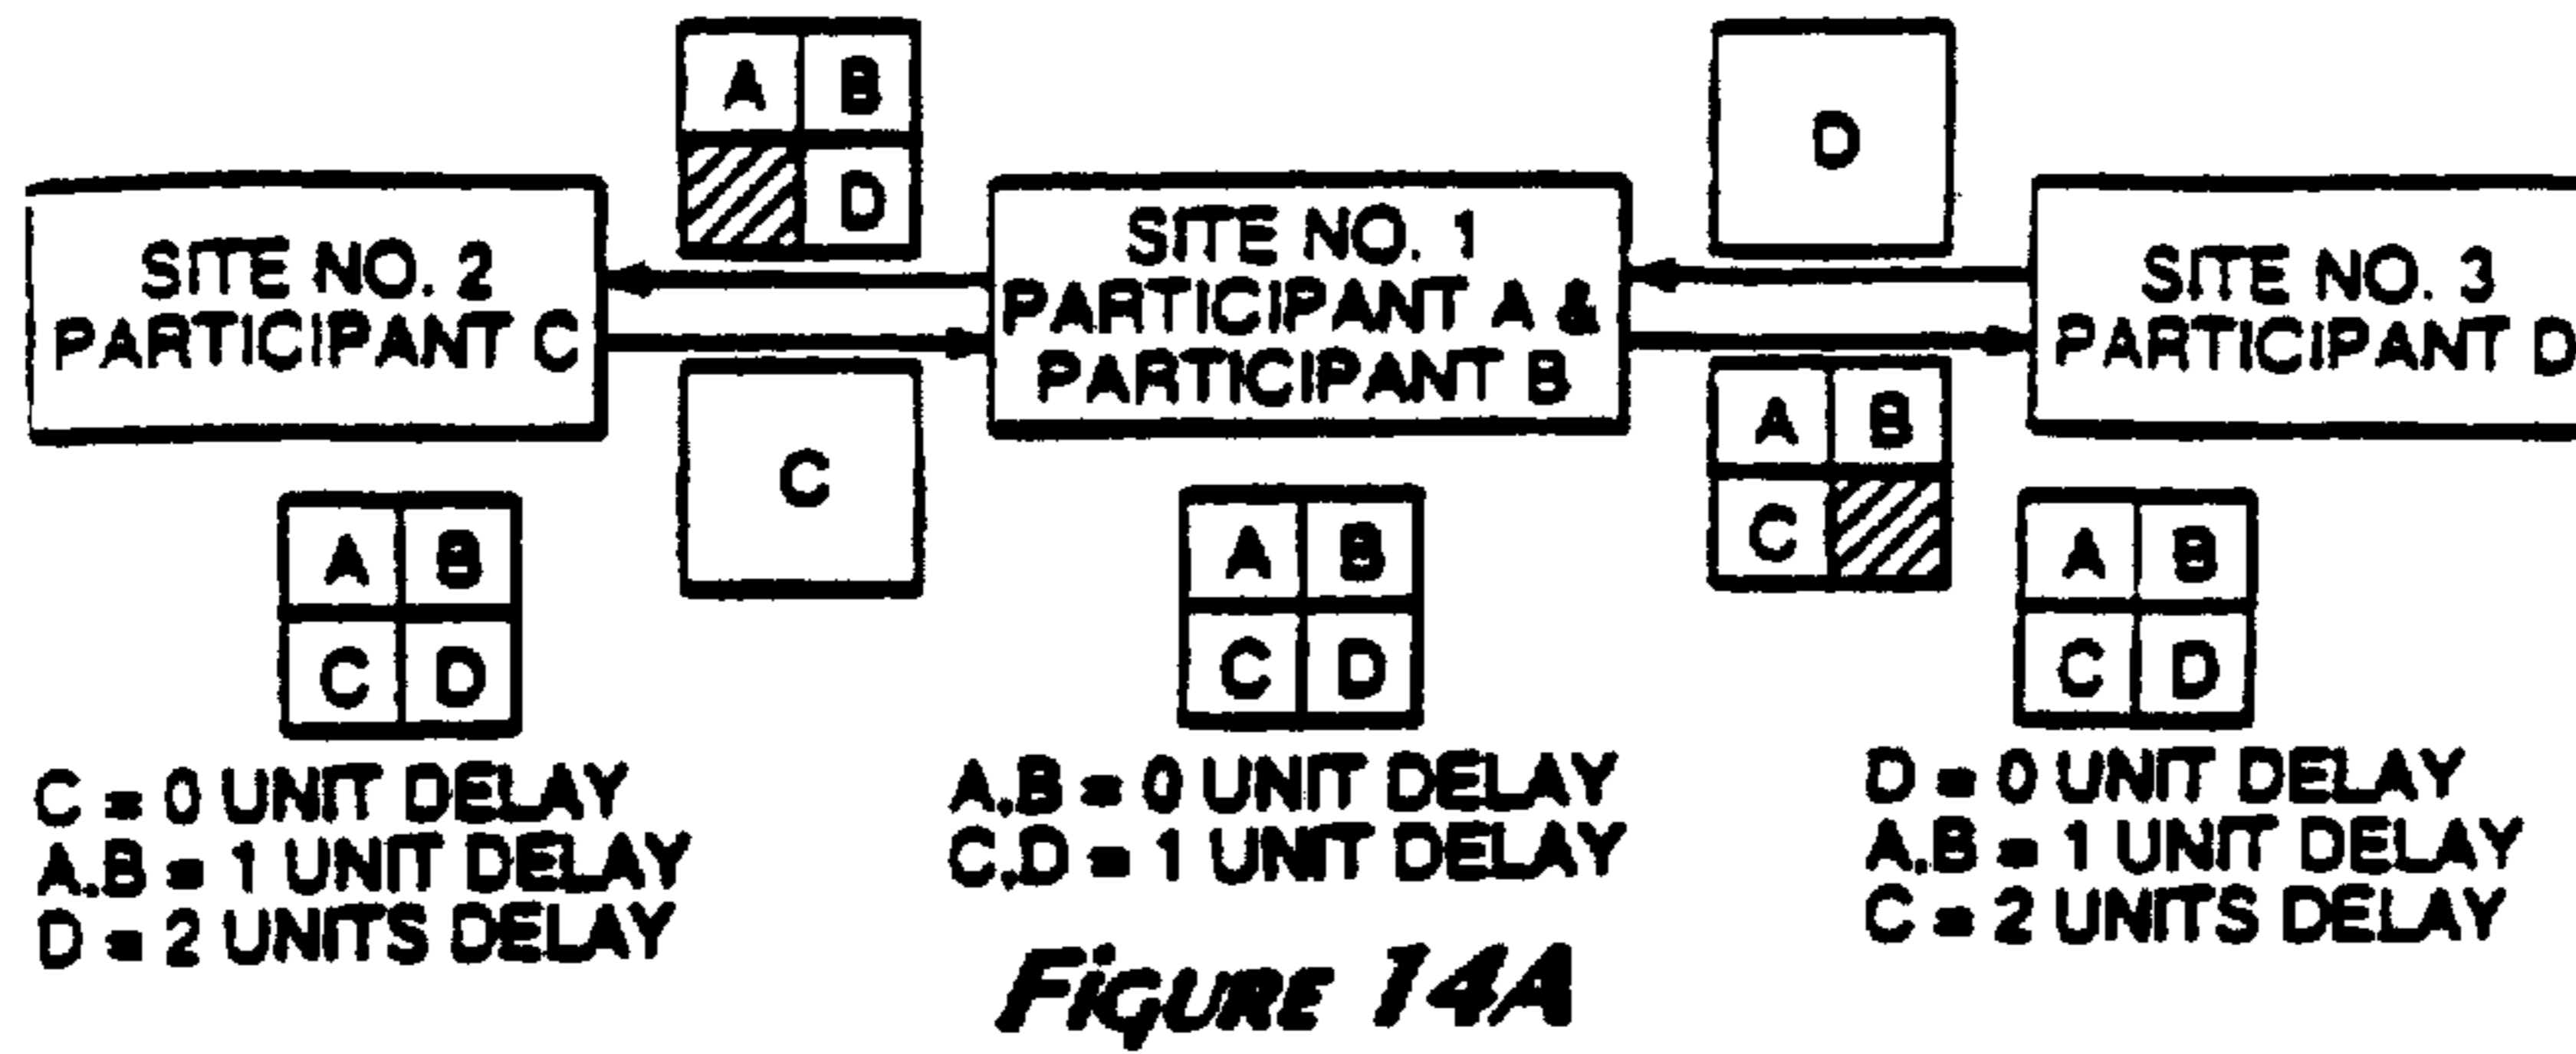 A B
D
D
SITE NO. 2
PARTICIPANT C
SITE NO. 1
PARTICIPANT A &
PARTICIPANT B
SITE NO. 3
PARTICIPANT D
C
A B
C
A B
C D
A B
C D
A B
C D
C = 0 UNIT DELAY
A.B = 1 UNIT DELAY
D = 2 UNITS DELAY
A.B = 0 UNIT DELAY
C,D = 1 UNIT DELAY
D = 0 UNIT DELAY
A.B = 1 UNIT DELAY
C = 2 UNITS DELAY
FIGURE 14A